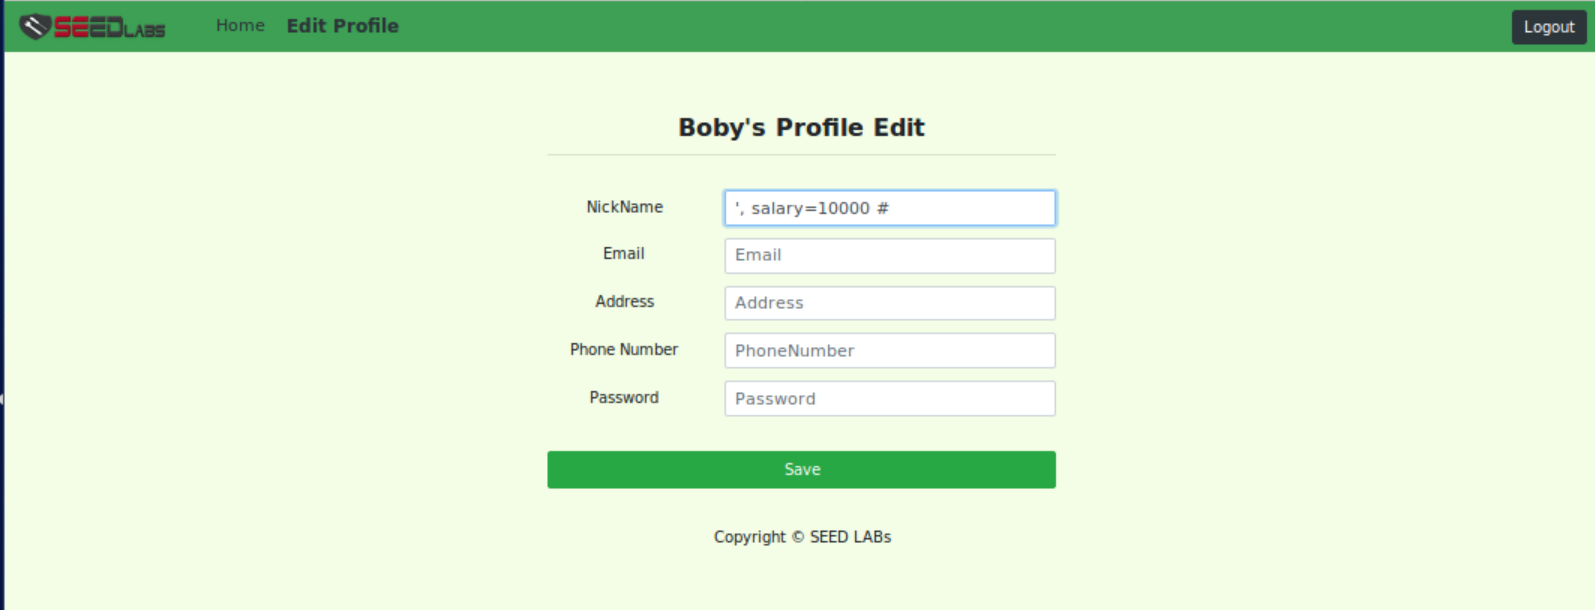 SEEDLABS Home Edit Profile Logout
Boby's Profile Edit
NickName ', salary=10000 #
Email Email
Address Address
Phone Number PhoneNumber
Password Password
Save
Copyright © SEED LABs